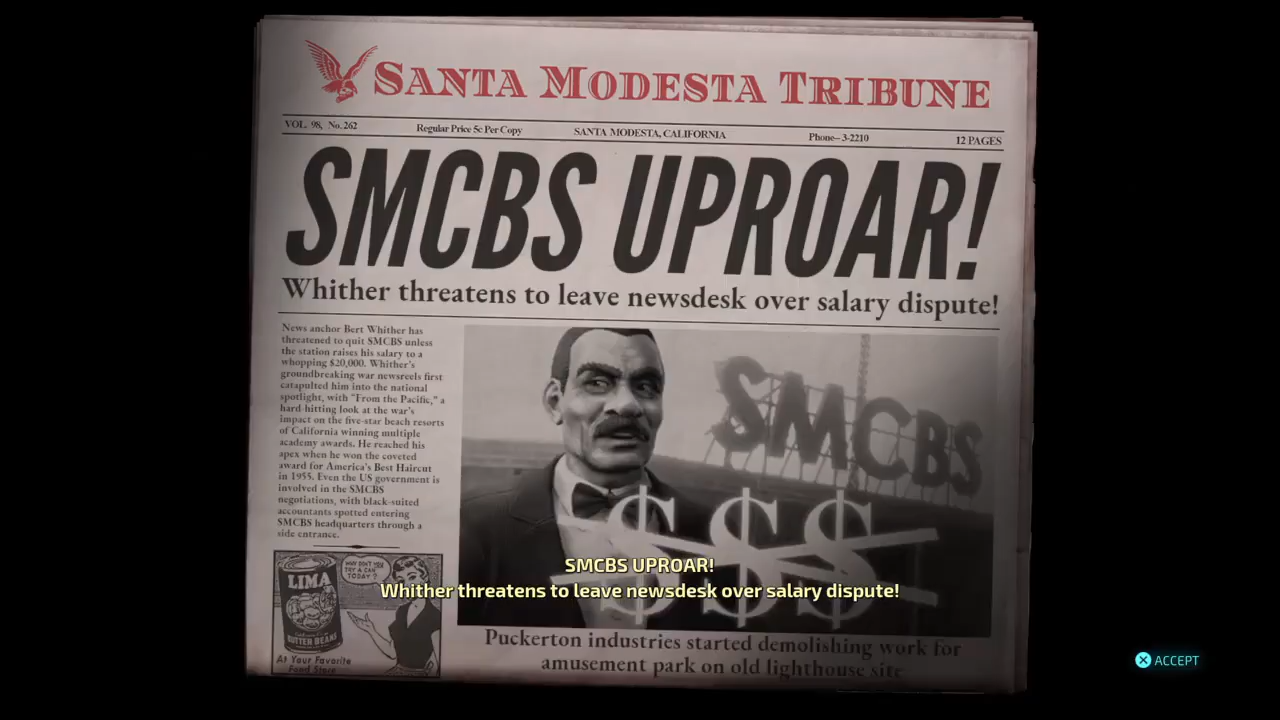 SANTA MODESTA TRIBUNE
VOL. 98, No. 262 Regular Price 5c Per Copy SANTA MODESTA, CALIFORNIA Phone–3-2210 12 PAGES
SMCBS UPROAR!
Whither threatens to leave newsdesk over salary dispute!
News anchor Bert Whither has
threatened to quit SMCBS unless
the station raises his salary to a
whopping $20,000. Whither's
groundbreaking war newsreels first
catapulted him into the national
spotlight, with "From the Pacific," a
hard-hitting look at the war's
impact on the five-star beach resorts
of California winning multiple
academy awards. He reached his
apex when he won the coveted
award for America's Best Haircut
in 1955. Even the US government is
involved in the SMCBS
negotiations, with black-suited
accountants spotted entering
SMCBS headquarters through a
side entrance.
SMCBS
$$$
WHY DON'T YOU
TRY A CAN
TODAY?
LIMA
BUTTER BEANS
At Your Favorite
Food Store
SMCBS UPROAR!
Whither threatens to leave newsdesk over salary dispute!
Puckerton industries started demolishing work for
amusement park on old lighthouse site
ACCEPT